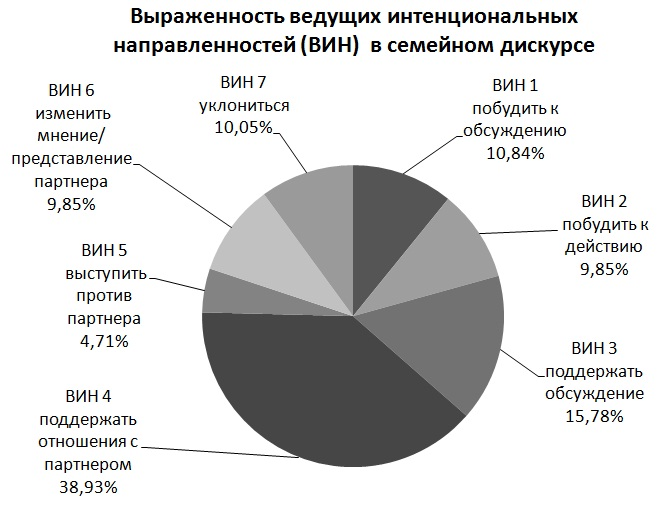 Выраженность ведущих интенциональных
направленностей (ВИН)  в семейном дискурсе
ВИН 1
побудить к
обсуждению
10,84%
ВИН 2
побудить к
действию
9,85%
ВИН 3
поддержать
обсуждение
15,78%
ВИН 4
поддержать
отношения с
партнером
38,93%
ВИН 5
выступить
против
партнера
4,71%
ВИН 6
изменить
мнение/
представление
партнера
9,85%
ВИН 7
уклониться
10,05%